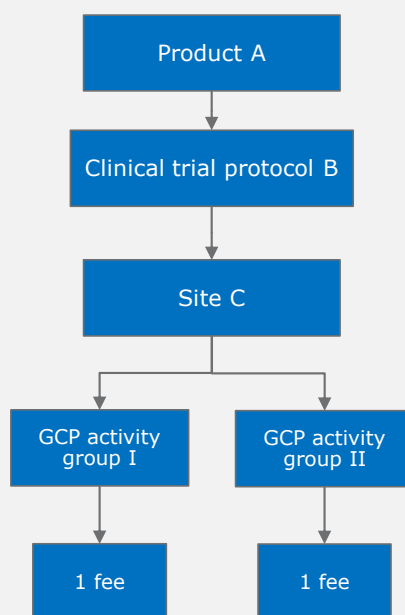 Product A
Clinical trial protocol B
Site C
GCP activity
group I
GCP activity
group II
1 fee
1 fee